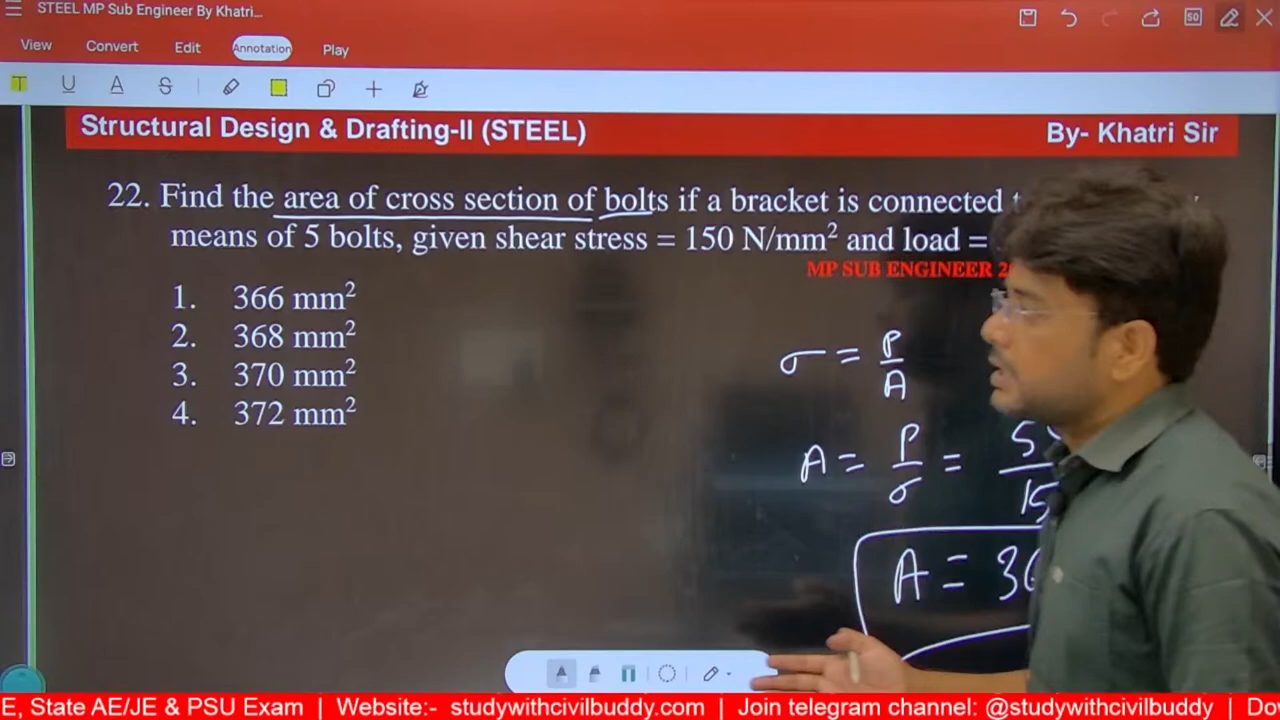 STEEL MP Sub Engineer By Khatri...
View Convert Edit Annotation Play
Structural Design & Drafting-II (STEEL) By- Khatri Sir
22. Find the area of cross section of bolts if a bracket is connected
means of 5 bolts, given shear stress = 150 N/mm² and load =
MP SUB ENGINEER
1. 366 mm²
2. 368 mm²
3. 370 mm²
4. 372 mm²
σ = P/A
A = P/σ =
A =
E, State AE/JE & PSU Exam | Website:- studywithcivilbuddy.com | Join telegram channel: @studywithcivilbuddy |